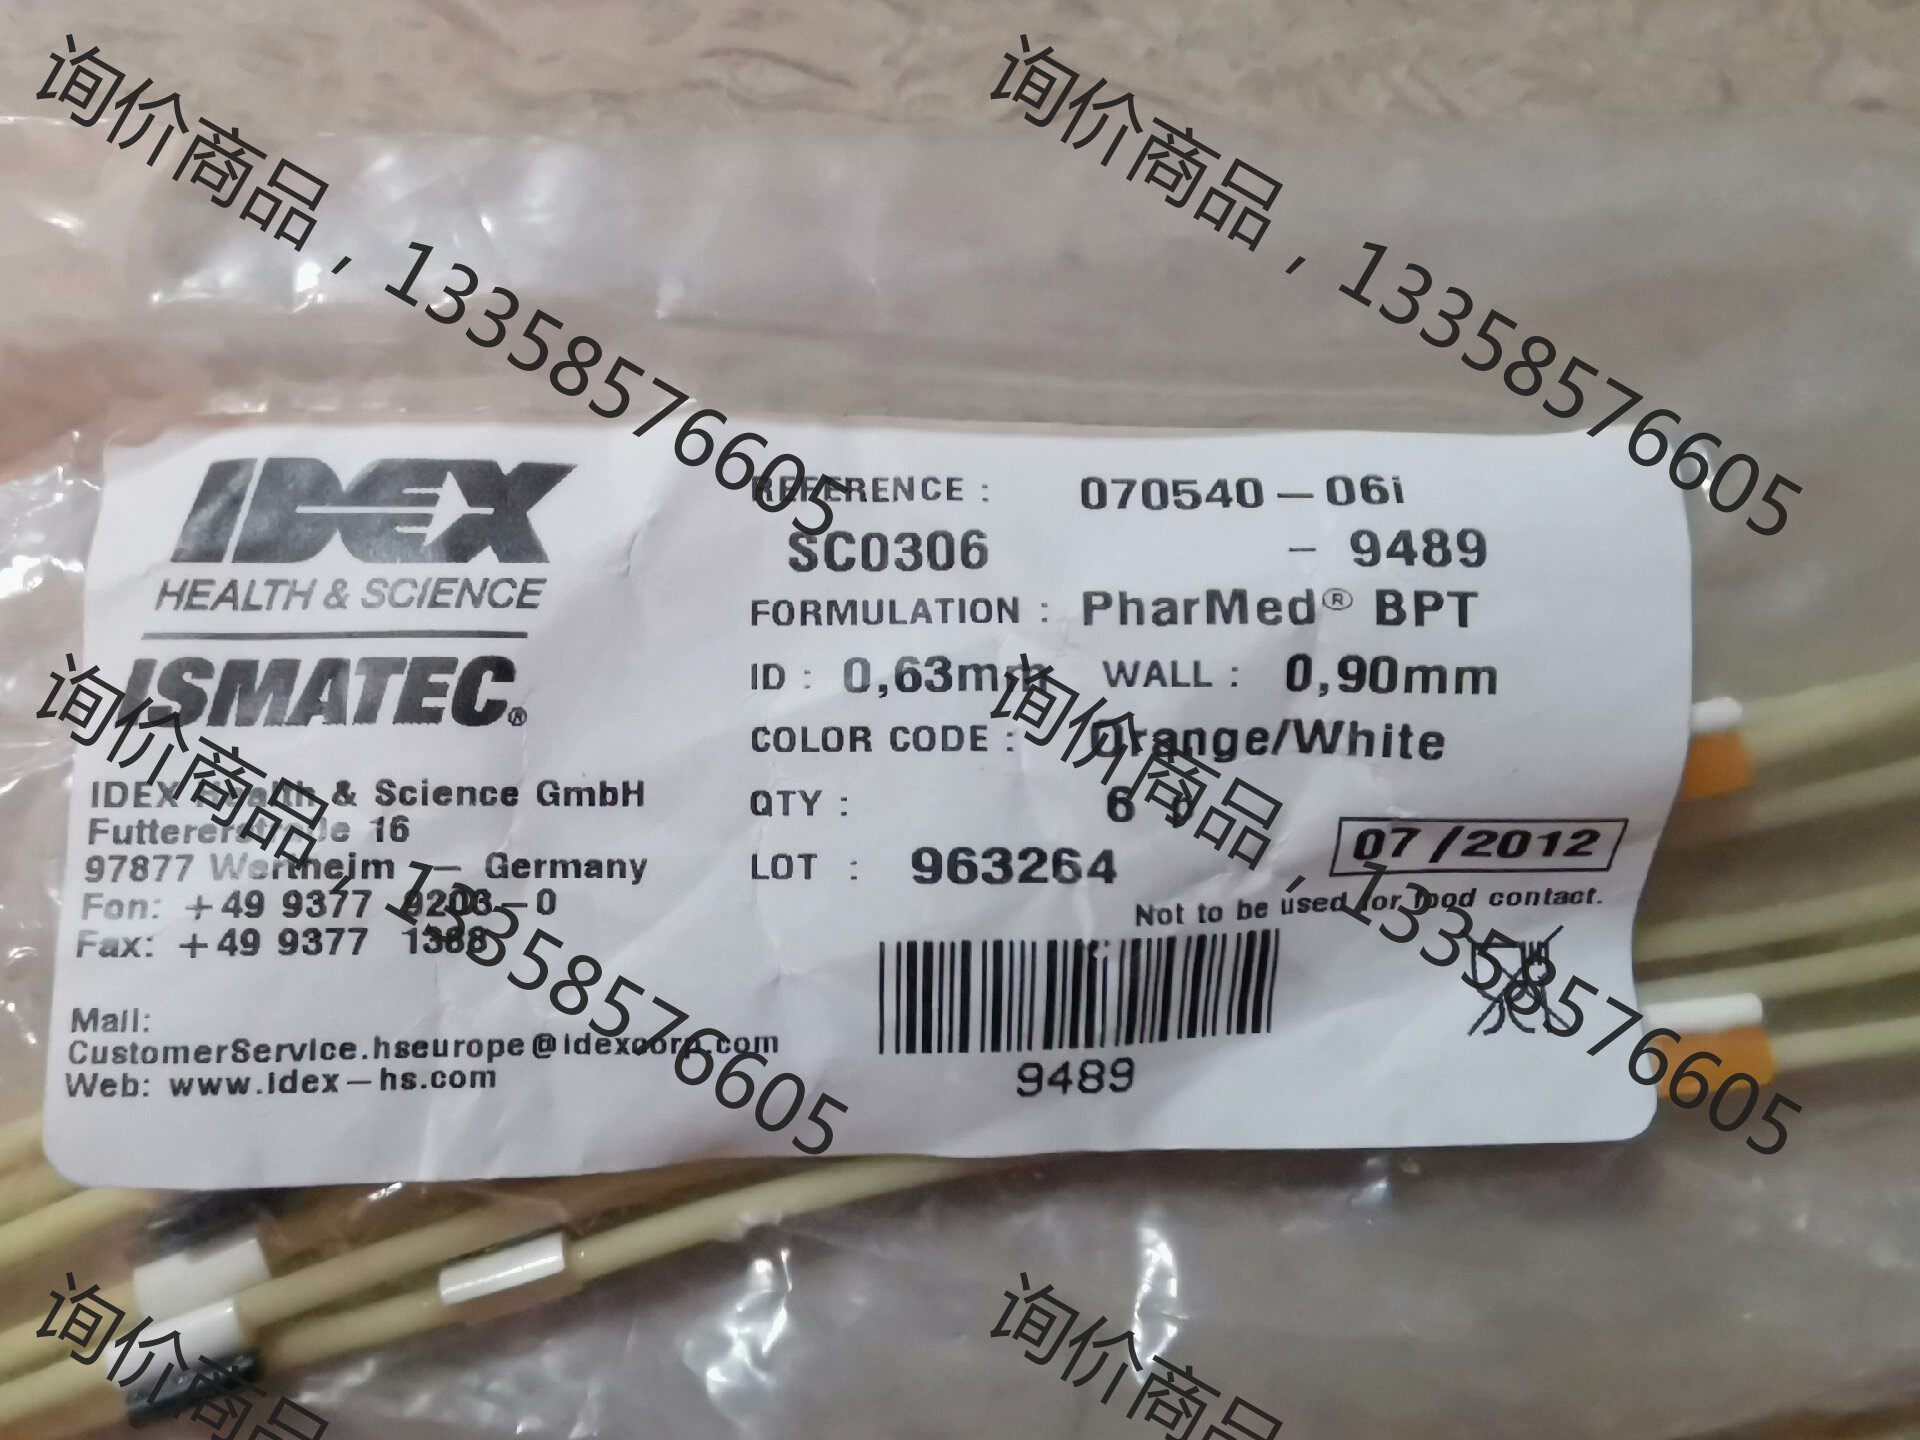 询价商品，13358576605
询价商品，13358576605
IDEX
HEALTH & SCIENCE
ISMATEC®
IDEX Health & Science GmbH
16
97877 Wertheim — Germany
Fon: +49 9377 9203-0
Fax: +49 9377 1388
Mail:
CustomerService.hseurope@idexcorp.com
Web: www.idex-hs.com
REFERENCE : 070540-06i
SC0306 - 9489
FORMULATION : PharMed® BPT
ID : 0,63mm WALL : 0,90mm
COLOR CODE : Orange/White
QTY : 6
LOT : 963264
07/2012
Not to be used for food contact.
9489
询价商品，13358576605
询价商品，13358576605
询价商品
询价商品